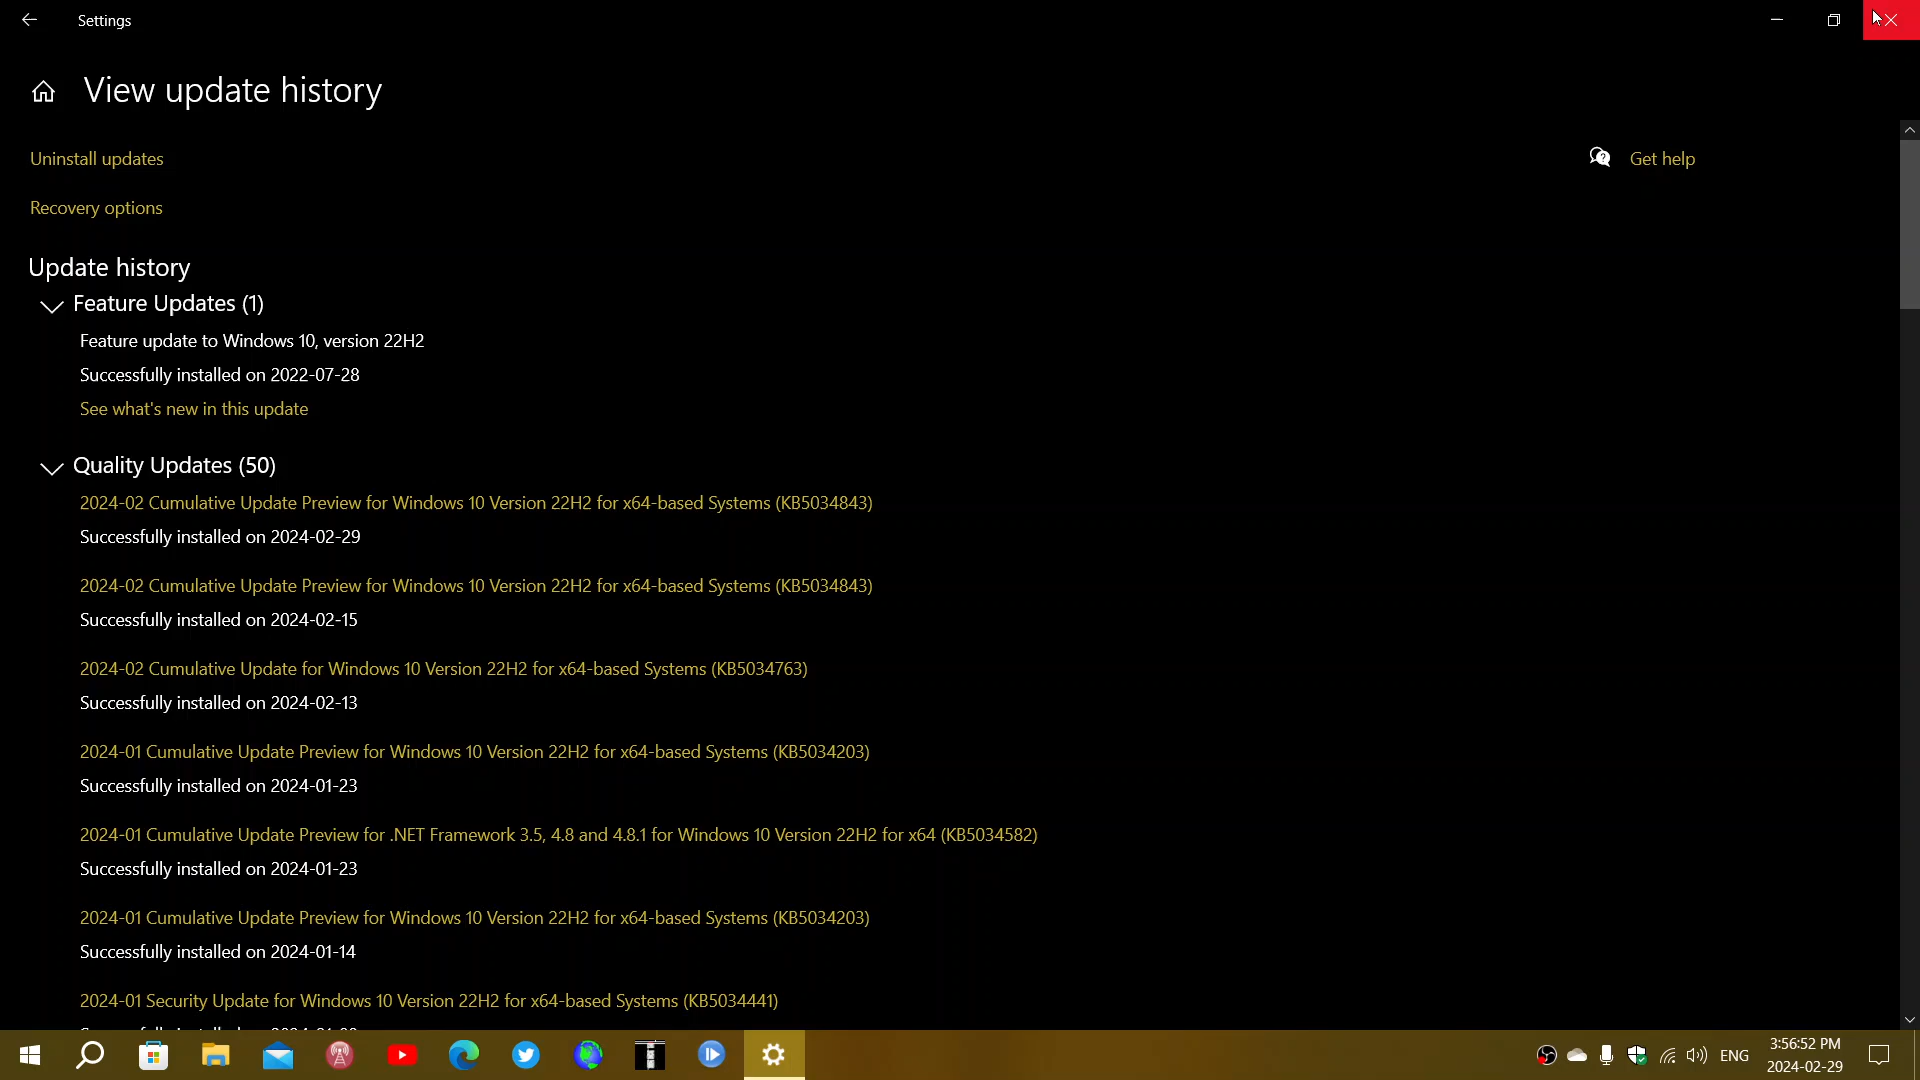 Settings
View update history
Uninstall updates
Get help
Recovery options
Update history
Feature Updates (1)
Feature update to Windows 10, version 22H2
Successfully installed on 2022-07-28
See what's new in this update
Quality Updates (50)
2024-02 Cumulative Update Preview for Windows 10 Version 22H2 for x64-based Systems (KB5034843)
Successfully installed on 2024-02-29
2024-02 Cumulative Update Preview for Windows 10 Version 22H2 for x64-based Systems (KB5034843)
Successfully installed on 2024-02-15
2024-02 Cumulative Update for Windows 10 Version 22H2 for x64-based Systems (KB5034763)
Successfully installed on 2024-02-13
2024-01 Cumulative Update Preview for Windows 10 Version 22H2 for x64-based Systems (KB5034203)
Successfully installed on 2024-01-23
2024-01 Cumulative Update Preview for .NET Framework 3.5, 4.8 and 4.8.1 for Windows 10 Version 22H2 for x64 (KB5034582)
Successfully installed on 2024-01-23
2024-01 Cumulative Update Preview for Windows 10 Version 22H2 for x64-based Systems (KB5034203)
Successfully installed on 2024-01-14
2024-01 Security Update for Windows 10 Version 22H2 for x64-based Systems (KB5034441)
ENG
3:56:52 PM
2024-02-29